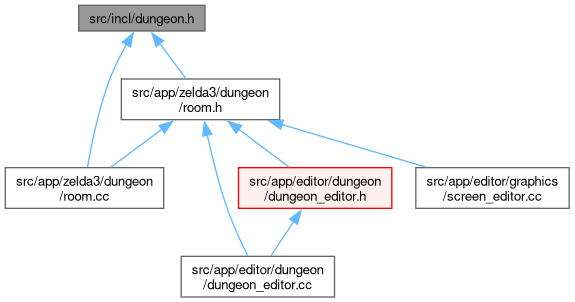 src/incl/dungeon.h
src/app/zelda3/dungeon
/room.h
src/app/zelda3/dungeon
/room.cc
src/app/editor/dungeon
/dungeon_editor.h
src/app/editor/graphics
/screen_editor.cc
src/app/editor/dungeon
/dungeon_editor.cc